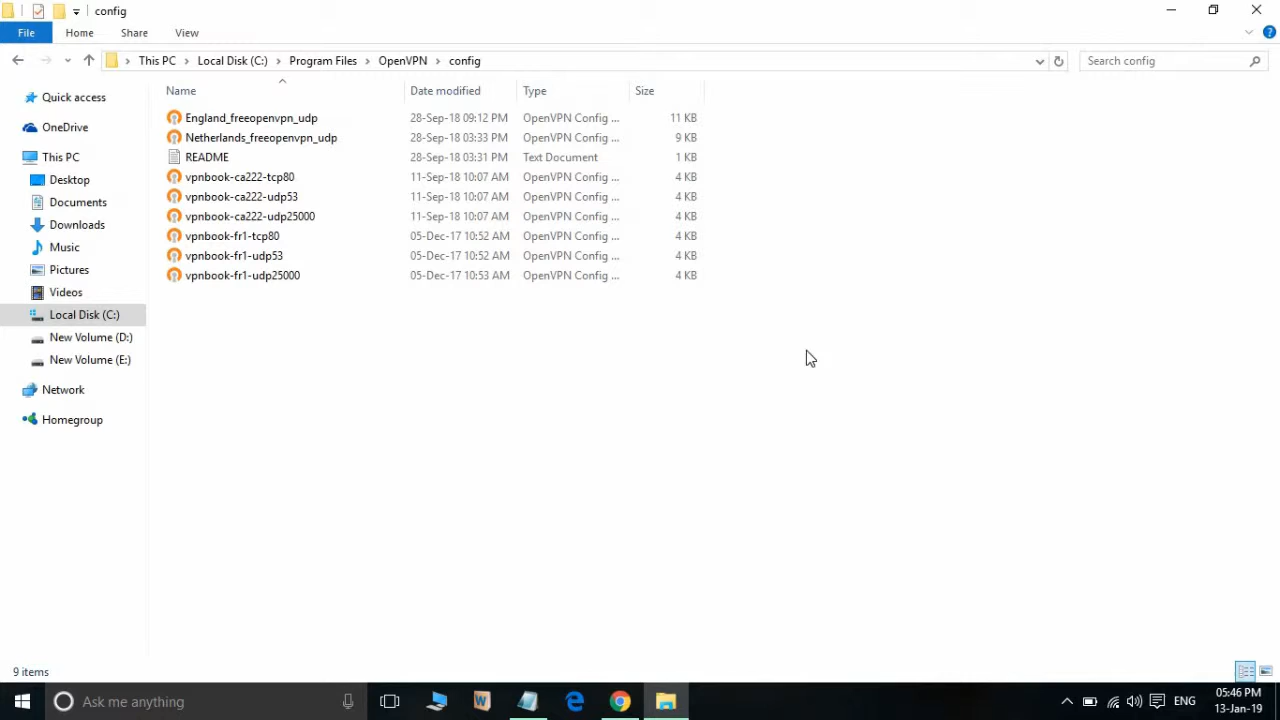 config
File Home Share View
This PC Local Disk (C:) Program Files OpenVPN config Search config
Name Date modified Type Size
Quick access
OneDrive
This PC
Desktop
Documents
Downloads
Music
Pictures
Videos
Local Disk (C:)
New Volume (D:)
New Volume (E:)
Network
Homegroup
England_freeopenvpn_udp 28-Sep-18 09:12 PM OpenVPN Config ... 11 KB
Netherlands_freeopenvpn_udp 28-Sep-18 03:33 PM OpenVPN Config ... 9 KB
README 28-Sep-18 03:31 PM Text Document 1 KB
vpnbook-ca222-tcp80 11-Sep-18 10:07 AM OpenVPN Config ... 4 KB
vpnbook-ca222-udp53 11-Sep-18 10:07 AM OpenVPN Config ... 4 KB
vpnbook-ca222-udp25000 11-Sep-18 10:07 AM OpenVPN Config ... 4 KB
vpnbook-fr1-tcp80 05-Dec-17 10:52 AM OpenVPN Config ... 4 KB
vpnbook-fr1-udp53 05-Dec-17 10:52 AM OpenVPN Config ... 4 KB
vpnbook-fr1-udp25000 05-Dec-17 10:53 AM OpenVPN Config ... 4 KB
9 items
Ask me anything
ENG
05:46 PM
13-Jan-19